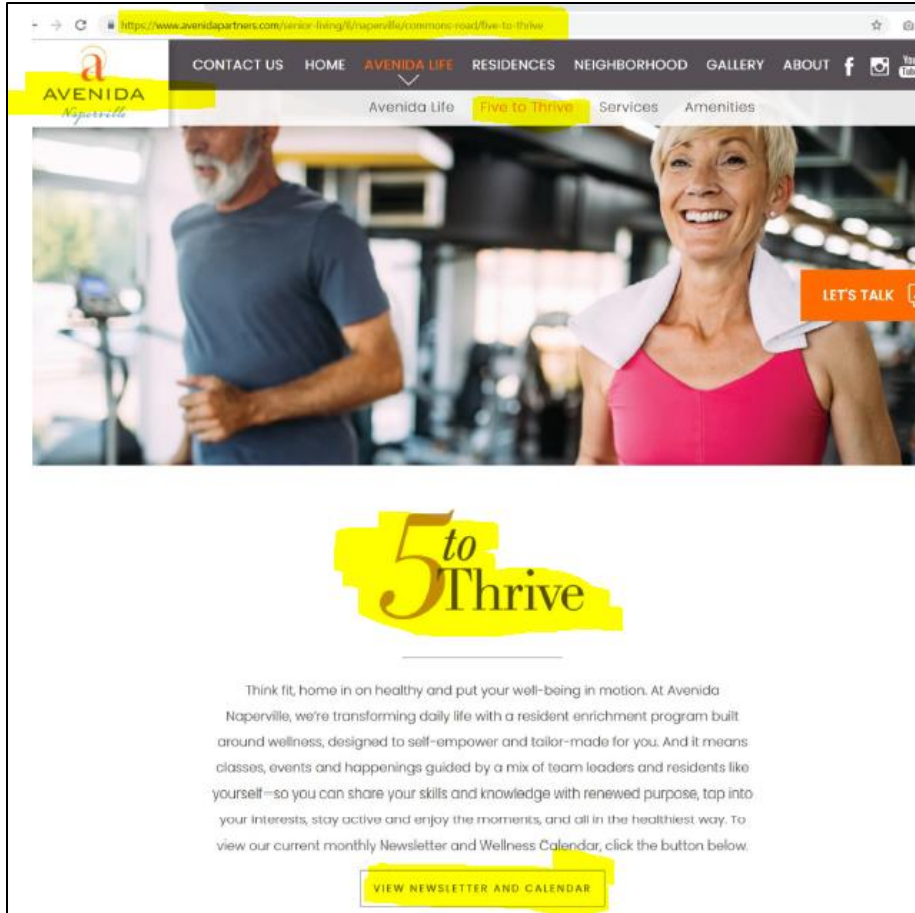 https://www.avenidapartners.com/senior-living/il/naperville/commons-road/five-to-thrive
a
AVENIDA
Naperville
CONTACT US HOME AVENIDA LIFE RESIDENCES NEIGHBORHOOD GALLERY ABOUT f You
Tub
Avenida Life Five to Thrive Services Amenities
LET'S TALK
5 to
Thrive
Think fit, home in on healthy and put your well-being in motion. At Avenida
Naperville, we're transforming daily life with a resident enrichment program built
around wellness, designed to self-empower and tailor-made for you. And it means
classes, events and happenings guided by a mix of team leaders and residents like
yourself—so you can share your skills and knowledge with renewed purpose, tap into
your interests, stay active and enjoy the moments, and all in the healthiest way. To
view our current monthly Newsletter and Wellness Calendar, click the button below.
VIEW NEWSLETTER AND CALENDAR